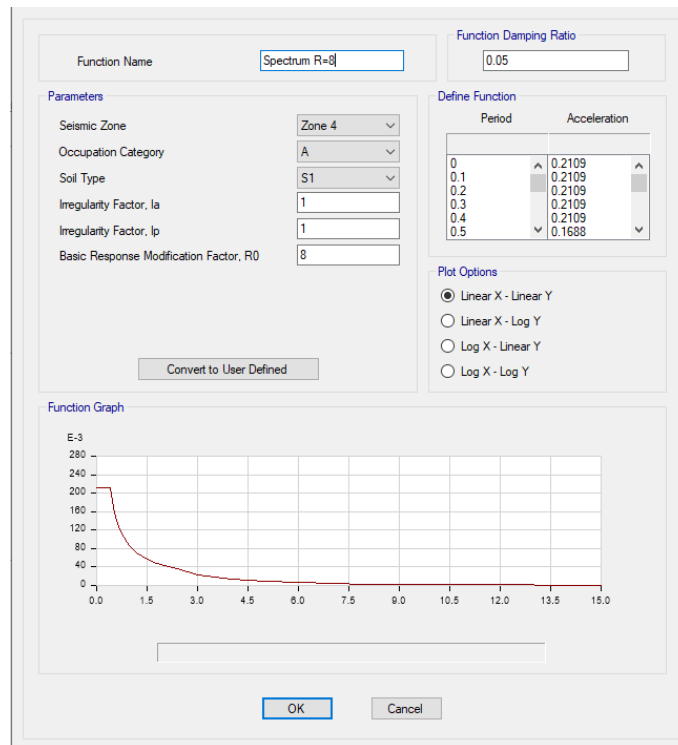 Function Damping Ratio
Function Name
Spectrum R=8
0.05
Parameters
Define Function
Seismic Zone
Zone 4
Period
Acceleration
Occupation Category
A
Soil Type
S1
Irregularity Factor, Ia
1
Irregularity Factor, Ip
1
Basic Response Modification Factor, R0
8
0 0.2109
0.1 0.2109
0.2 0.2109
0.3 0.2109
0.4 0.2109
0.5 0.1688
Plot Options
Linear X - Linear Y
Linear X - Log Y
Log X - Linear Y
Log X - Log Y
Convert to User Defined
Function Graph
E-3
280
240
200
160
120
80
40
0
0.0 1.5 3.0 4.5 6.0 7.5 9.0 10.5 12.0 13.5 15.0
OK
Cancel